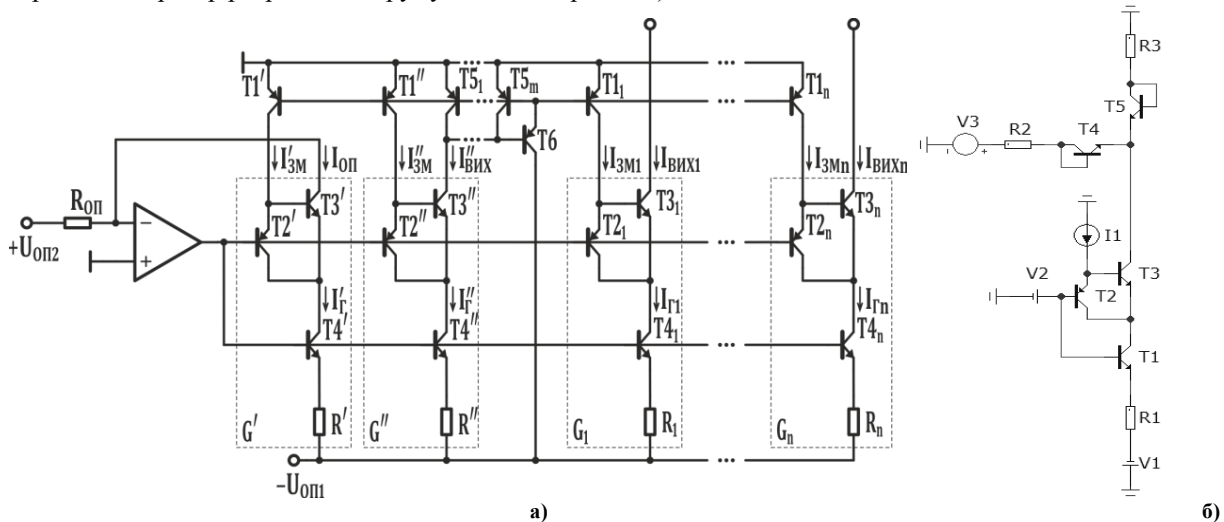 T1′ T1″ T5₁ T5ₘ T1₁ T1ₙ
T6
I′ЗМ IОП I″ЗМ I″ВИХ IЗМ1 IВИХ1 IЗМn IВИХn
RОП
+UОП2
− +
T2′ T3′ T2″ T3″ T2₁ T3₁ T2ₙ T3ₙ
I′Г I″Г IГ1 IГn
T4′ T4″ T4₁ T4ₙ
G′ R′ G″ R″ G₁ R₁ Gₙ Rₙ
−UОП1
а)
R3
T5
V3 R2 T4
- +
I1
V2
T2 T3
T1
R1
V1
б)